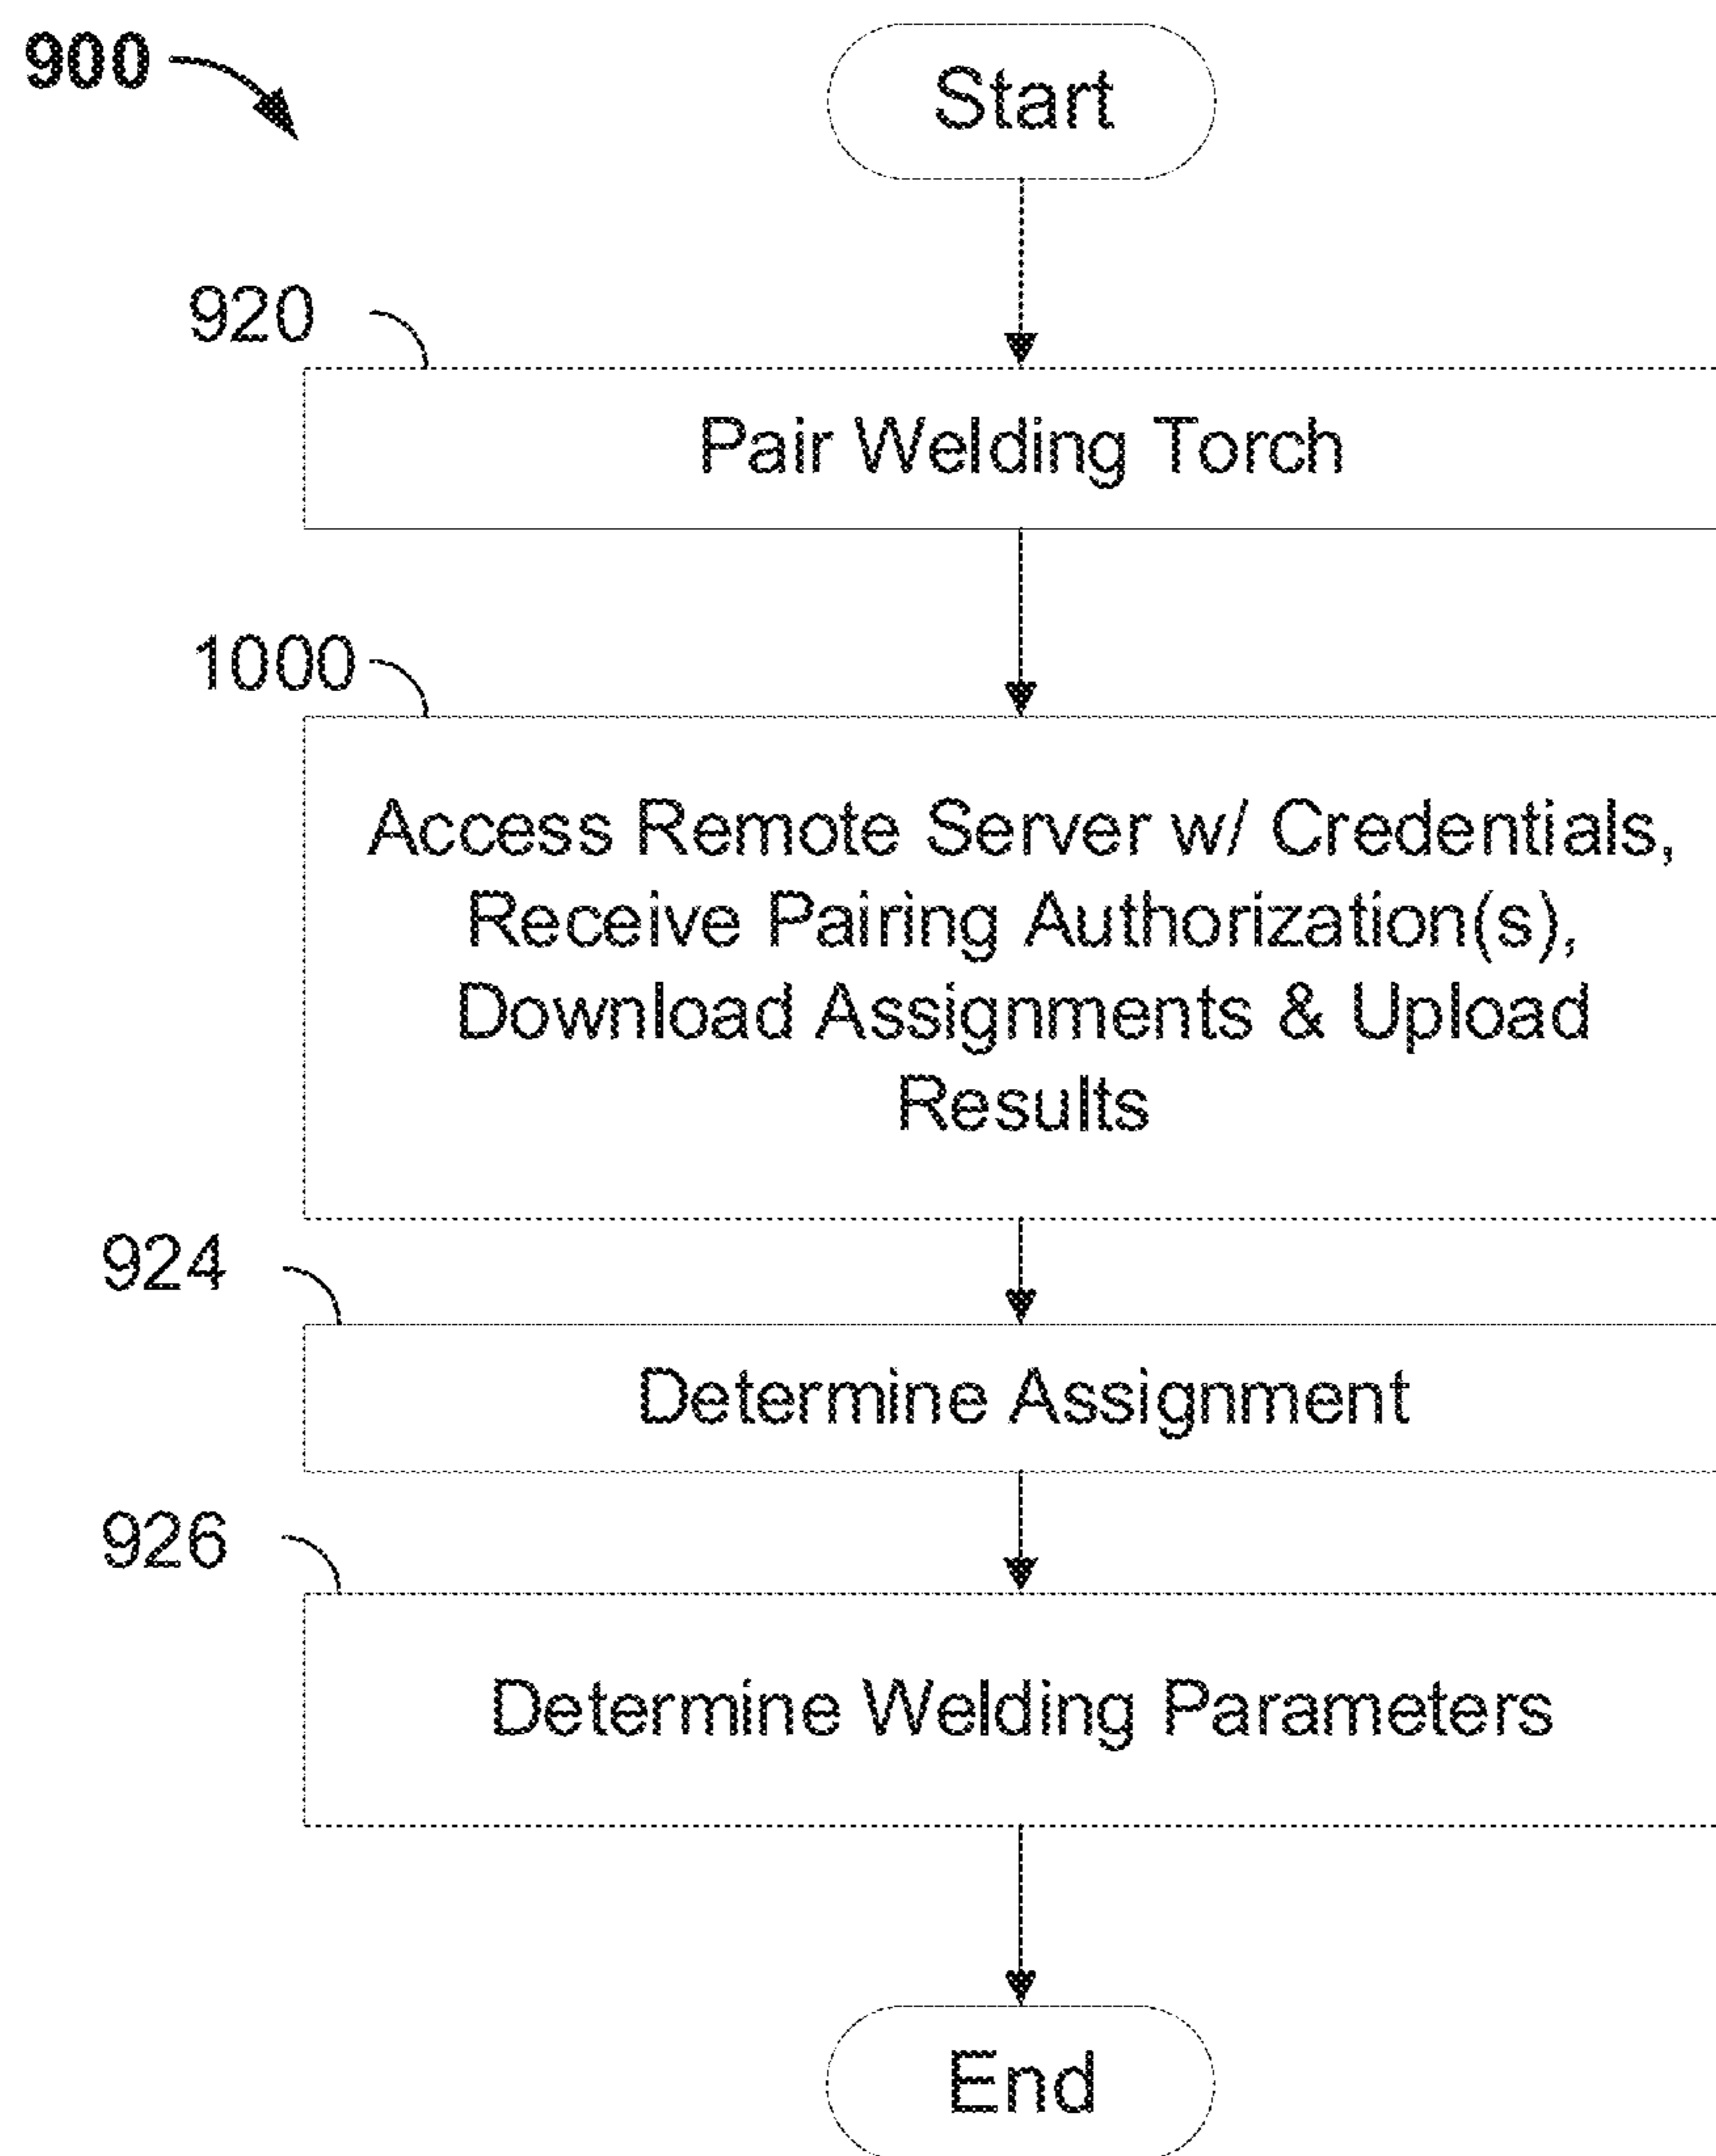 900
Start
920
Pair Welding Torch
1000
Access Remote Server w/ Credentials,
Receive Pairing Authorization(s),
Download Assignments & Upload
Results
924
Determine Assignment
926
Determine Welding Parameters
End